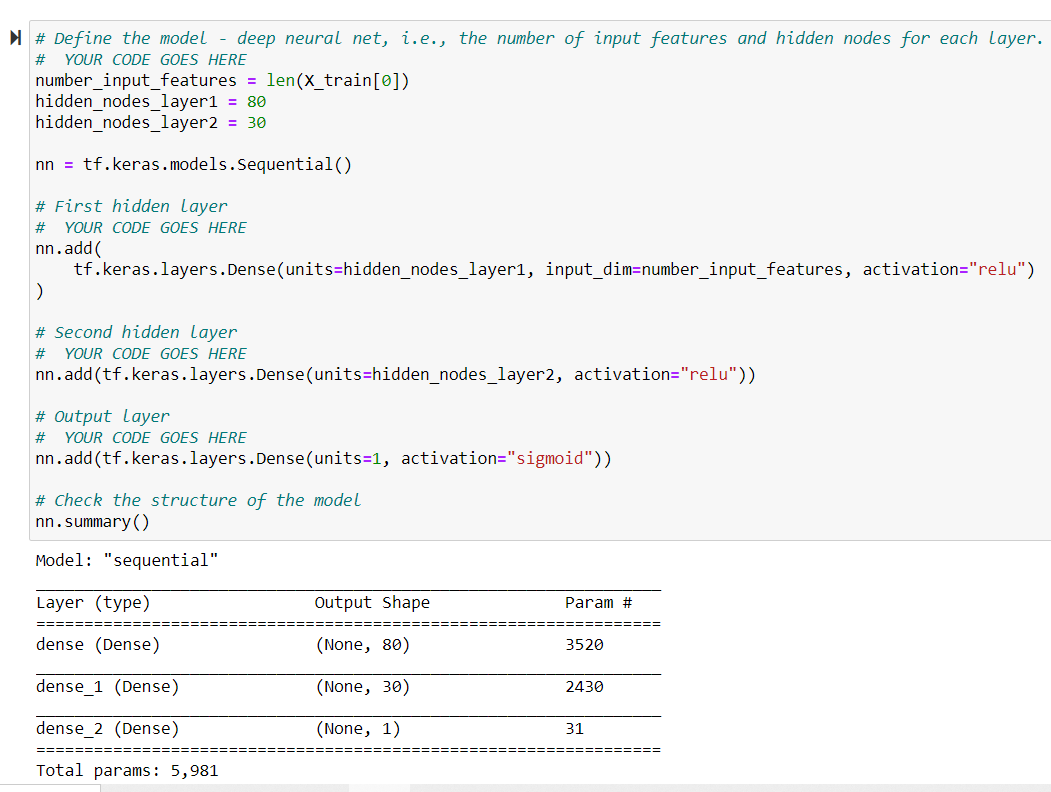 # Define the model - deep neural net, i.e., the number of input features and hidden nodes for each layer.
#  YOUR CODE GOES HERE
number_input_features = len(X_train[0])
hidden_nodes_layer1 = 80
hidden_nodes_layer2 = 30
nn = tf.keras.models.Sequential()
# First hidden layer
#  YOUR CODE GOES HERE
nn.add(
    tf.keras.layers.Dense(units=hidden_nodes_layer1, input_dim=number_input_features, activation="relu")
)
# Second hidden layer
#  YOUR CODE GOES HERE
nn.add(tf.keras.layers.Dense(units=hidden_nodes_layer2, activation="relu"))
# Output layer
#  YOUR CODE GOES HERE
nn.add(tf.keras.layers.Dense(units=1, activation="sigmoid"))
# Check the structure of the model
nn.summary()
Model: "sequential"
_________________________________________________________________
Layer (type)                 Output Shape              Param #
=================================================================
dense (Dense)                (None, 80)                3520
_________________________________________________________________
dense_1 (Dense)              (None, 30)                2430
_________________________________________________________________
dense_2 (Dense)              (None, 1)                 31
=================================================================
Total params: 5,981